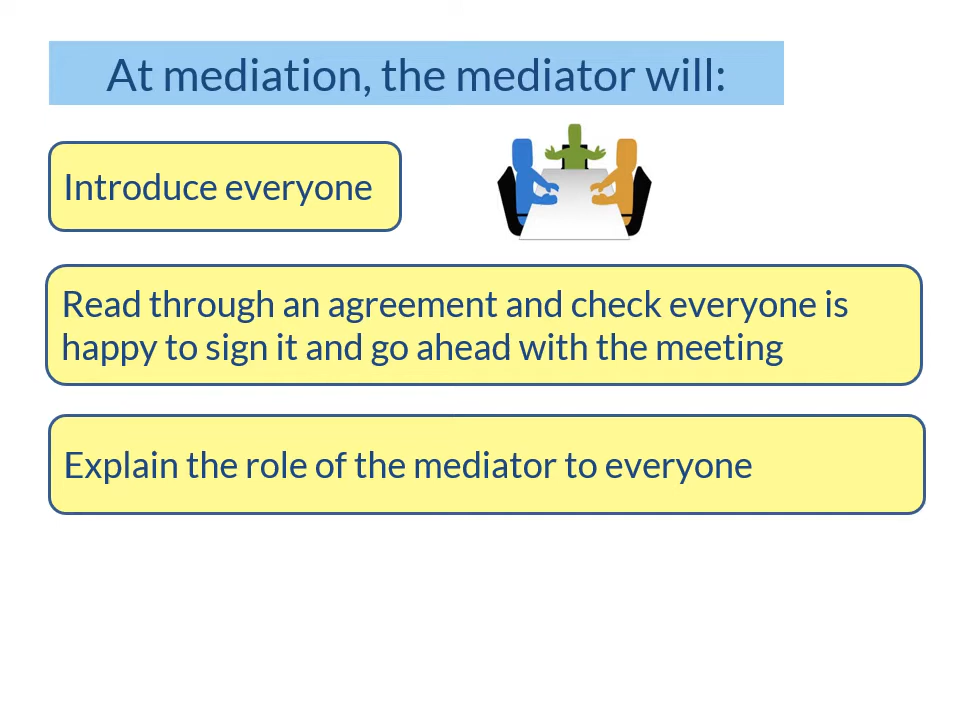 At mediation, the mediator will:
Introduce everyone
Read through an agreement and check everyone is
happy to sign it and go ahead with the meeting
Explain the role of the mediator to everyone